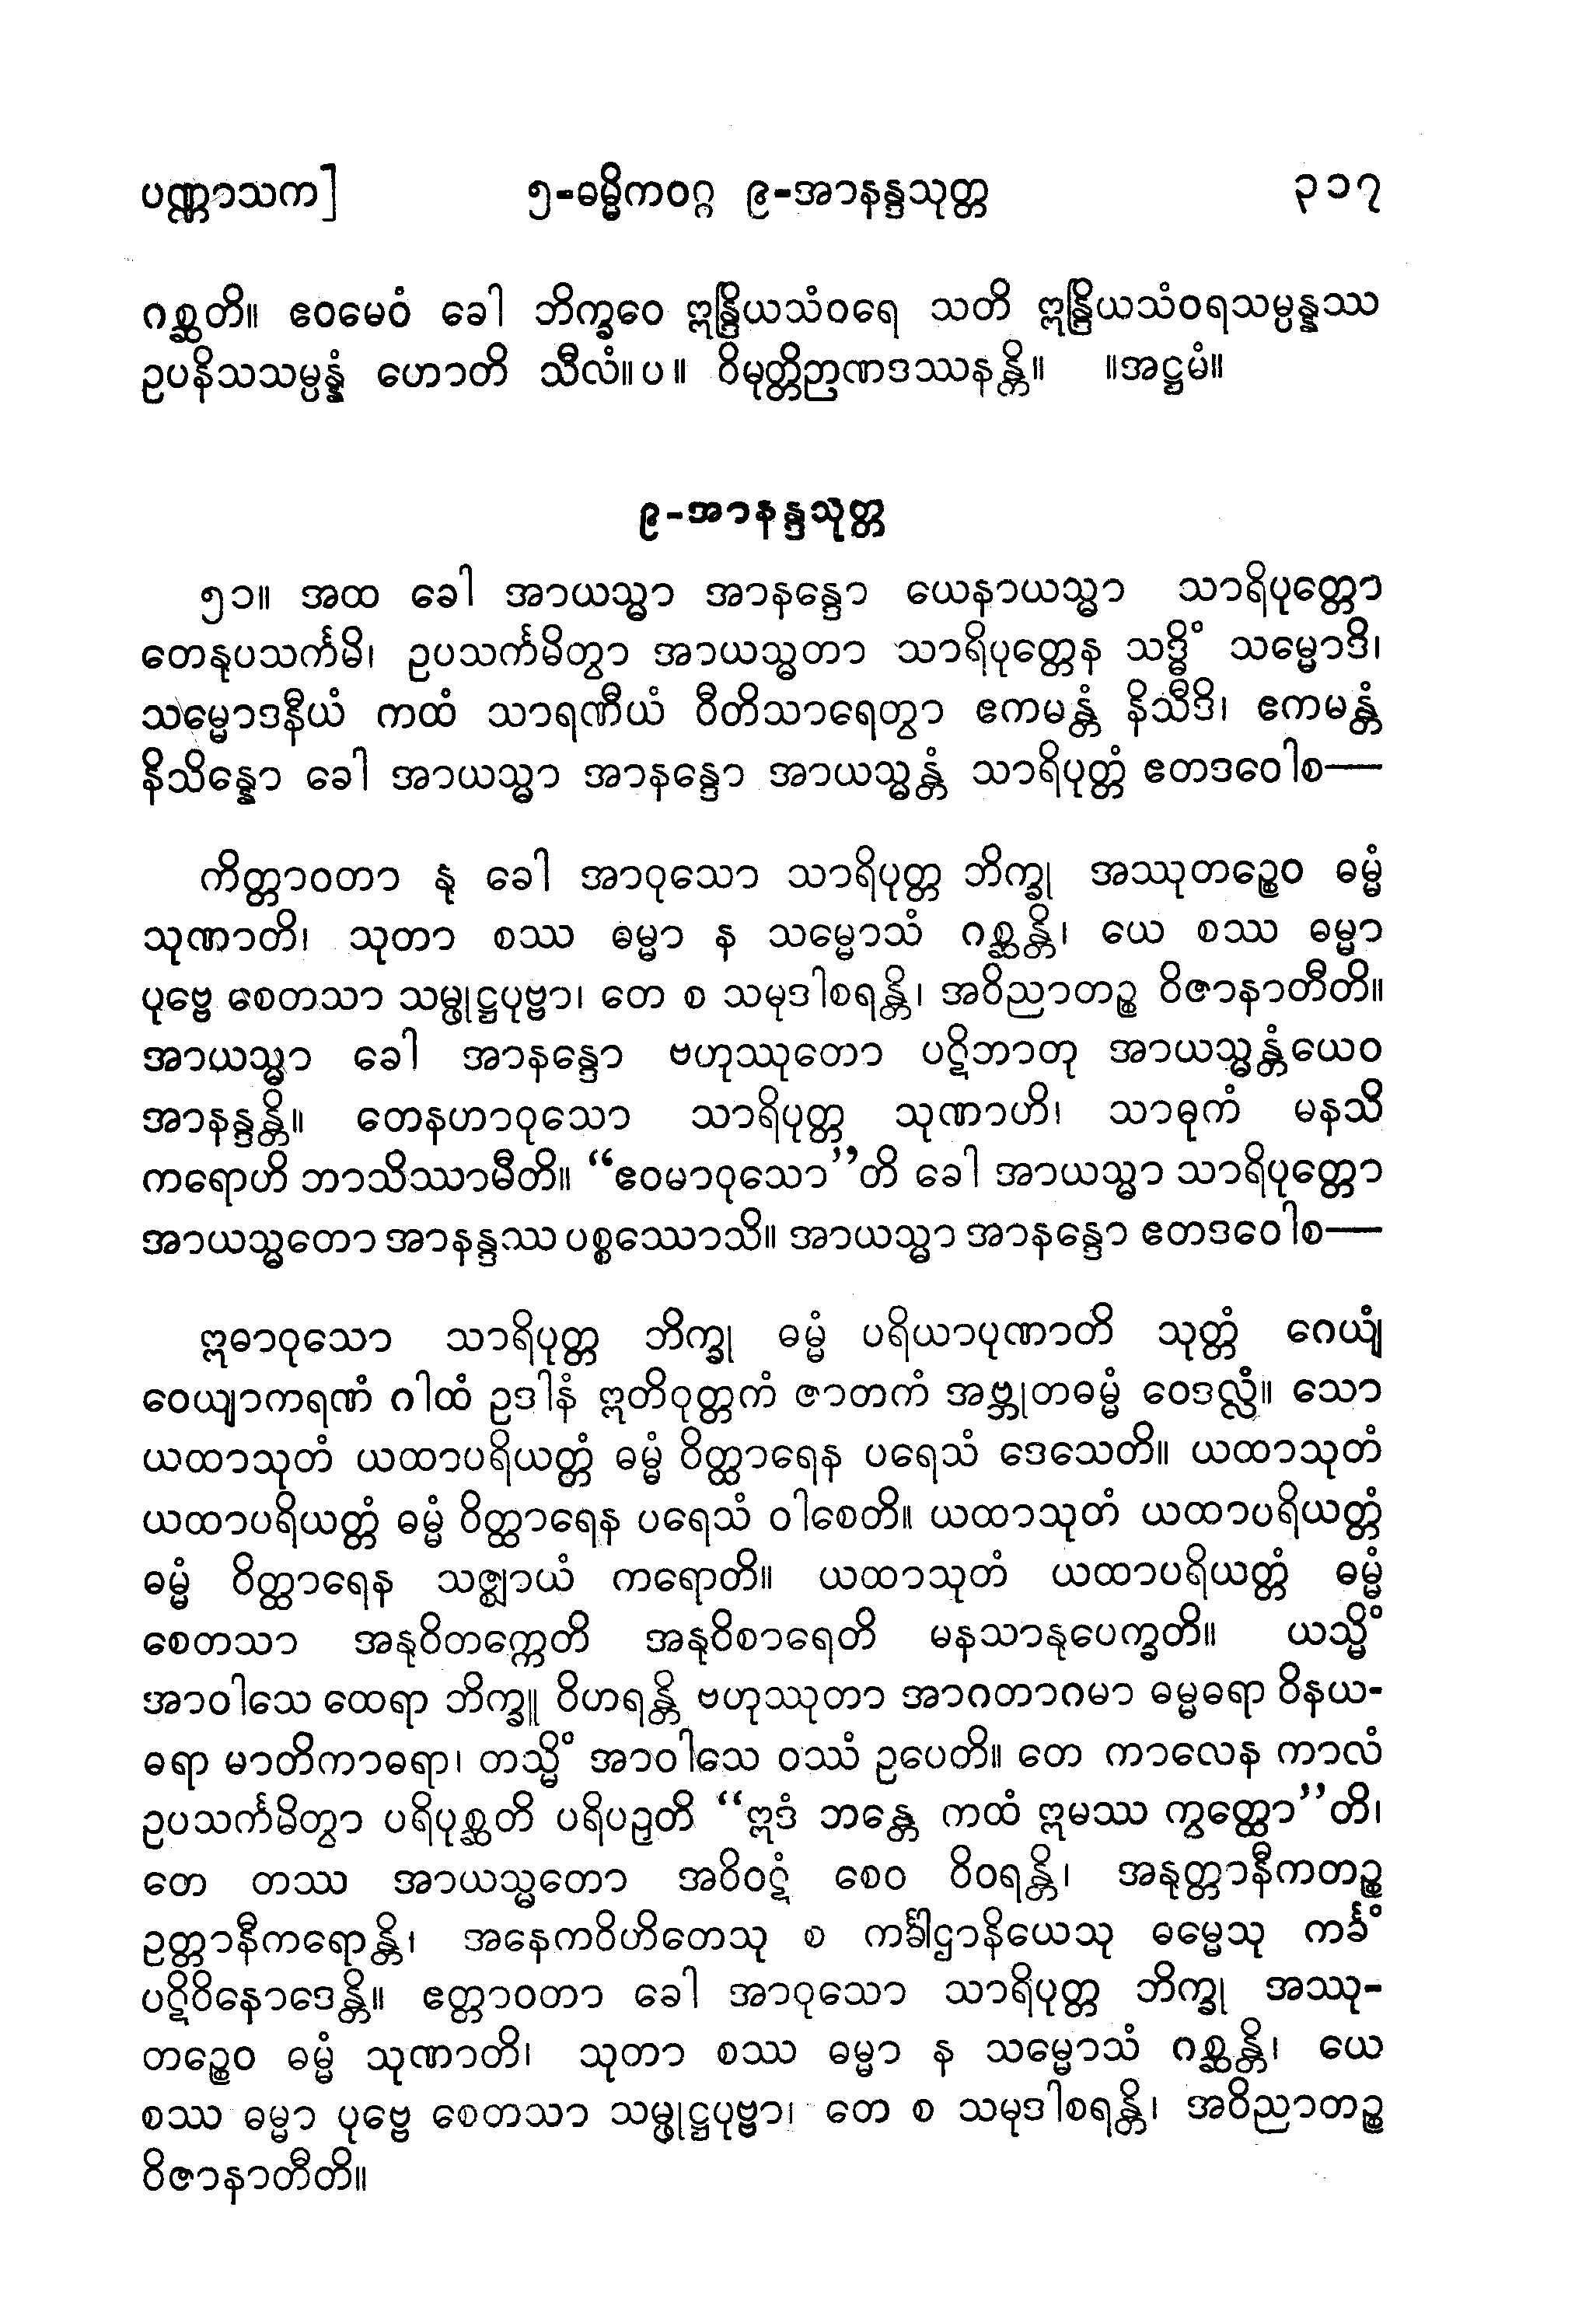 ပဏ္ဏာသက] ၅-ဓမ္မိကဝဂ္ဂ ၉-အာနန္ဒသုတ္တ ၃၁၇
ဂစ္ဆတိ။ ဧဝမေဝံ ခေါ ဘိက္ခဝေ ဣန္ဒြိယသံဝရေ သတိ ဣန္ဒြိယသံဝရသမ္ပန္နဿ
ဥပနိသသမ္ပန္နံ ဟောတိ သီလံ။ပ။ ဝိမုတ္တိဉာဏဒဿနန္တိ။ ။အဋ္ဌမံ။
၉-အာနန္ဒသုတ္တ
၅၁။ အထ ခေါ အာယသ္မာ အာနန္ဒော ယေနာယသ္မာ သာရိပုတ္တော
တေနုပသင်္ကမိ၊ ဥပသင်္ကမိတွာ အာယသ္မတာ သာရိပုတ္တေန သဒ္ဓိံ သမ္မောဒိ၊
သမ္မောဒနီယံ ကထံ သာရဏီယံ ဝီတိသာရေတွာ ဧကမန္တံ နိသီဒိ၊ ဧကမန္တံ
နိသိန္နော ခေါ အာယသ္မာ အာနန္ဒော အာယသ္မန္တံ သာရိပုတ္တံ ဧတဒဝေါစ—
ကိတ္တာဝတာ နု ခေါ အာဝုသော သာရိပုတ္တ ဘိက္ခု အဿုတဉ္စေဝ ဓမ္မံ
သုဏာတိ၊ သုတာ စဿ ဓမ္မာ န သမ္မောသံ ဂစ္ဆန္တိ၊ ယေ စဿ ဓမ္မာ
ပုဗ္ဗေ စေတသာ သမ္ဖုဋ္ဌပုဗ္ဗာ၊ တေ စ သမုဒါစရန္တိ၊ အဝိညာတဉ္စ ဝိဇာနာတီတိ။
အာယသ္မာ ခေါ အာနန္ဒော ဗဟုဿုတော ပဋိဘာတု အာယသ္မန္တံယေဝ
အာနန္ဒန္တိ။ တေနဟာဝုသော သာရိပုတ္တ သုဏာဟိ၊ သာဓုကံ မနသိ
ကရောဟိ ဘာသိဿာမီတိ။ “ဧဝမာဝုသော”တိ ခေါ အာယသ္မာ သာရိပုတ္တော
အာယသ္မတော အာနန္ဒဿ ပစ္စဿောသိ။ အာယသ္မာ အာနန္ဒော ဧတဒဝေါစ—
ဣဓာဝုသော သာရိပုတ္တ ဘိက္ခု ဓမ္မံ ပရိယာပုဏာတိ သုတ္တံ ဂေယျံ
ဝေယျာကရဏံ ဂါထံ ဥဒါနံ ဣတိဝုတ္တကံ ဇာတကံ အဗ္ဘုတဓမ္မံ ဝေဒလ္လံ။ သော
ယထာသုတံ ယထာပရိယတ္တံ ဓမ္မံ ဝိတ္ထာရေန ပရေသံ ဒေသေတိ။ ယထာသုတံ
ယထာပရိယတ္တံ ဓမ္မံ ဝိတ္ထာရေန ပရေသံ ဝါစေတိ။ ယထာသုတံ ယထာပရိယတ္တံ
ဓမ္မံ ဝိတ္ထာရေန သဇ္ဈာယံ ကရောတိ။ ယထာသုတံ ယထာပရိယတ္တံ ဓမ္မံ
စေတသာ အနုဝိတက္ကေတိ အနုဝိစာရေတိ မနသာနုပေက္ခတိ။ ယသ္မိံ
အာဝါသေ ထေရာ ဘိက္ခူ ဝိဟရန္တိ ဗဟုဿုတာ အာဂတာဂမာ ဓမ္မဓရာ ဝိနယ-
ဓရာ မာတိကာဓရာ၊ တသ္မိံ အာဝါသေ ဝဿံ ဥပေတိ။ တေ ကာလေန ကာလံ
ဥပသင်္ကမိတွာ ပရိပုစ္ဆတိ ပရိပဉှတိ “ဣဒံ ဘန္တေ ကထံ ဣမဿ ကွတ္ထော”တိ၊
တေ တဿ အာယသ္မတော အဝိဝဋံ စေဝ ဝိဝရန္တိ၊ အနုတ္တာနီကတဉ္စ
ဥတ္တာနီကရောန္တိ၊ အနေကဝိဟိတေသု စ ကင်္ခါဌာနိယေသု ဓမ္မေသု ကင်္ခံ
ပဋိဝိနောဒေန္တိ။ ဧတ္တာဝတာ ခေါ အာဝုသော သာရိပုတ္တ ဘိက္ခု အဿု-
တဉ္စေဝ ဓမ္မံ သုဏာတိ၊ သုတာ စဿ ဓမ္မာ န သမ္မောသံ ဂစ္ဆန္တိ၊ ယေ
စဿ ဓမ္မာ ပုဗ္ဗေ စေတသာ သမ္ဖုဋ္ဌပုဗ္ဗာ၊ တေ စ သမုဒါစရန္တိ၊ အဝိညာတဉ္စ
ဝိဇာနာတီတိ။